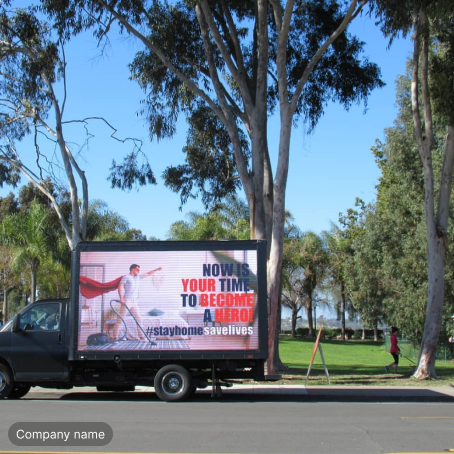 NOW IS
YOUR TIME
TO BECOME
A HERO!
#stayhomesavelives
Company name